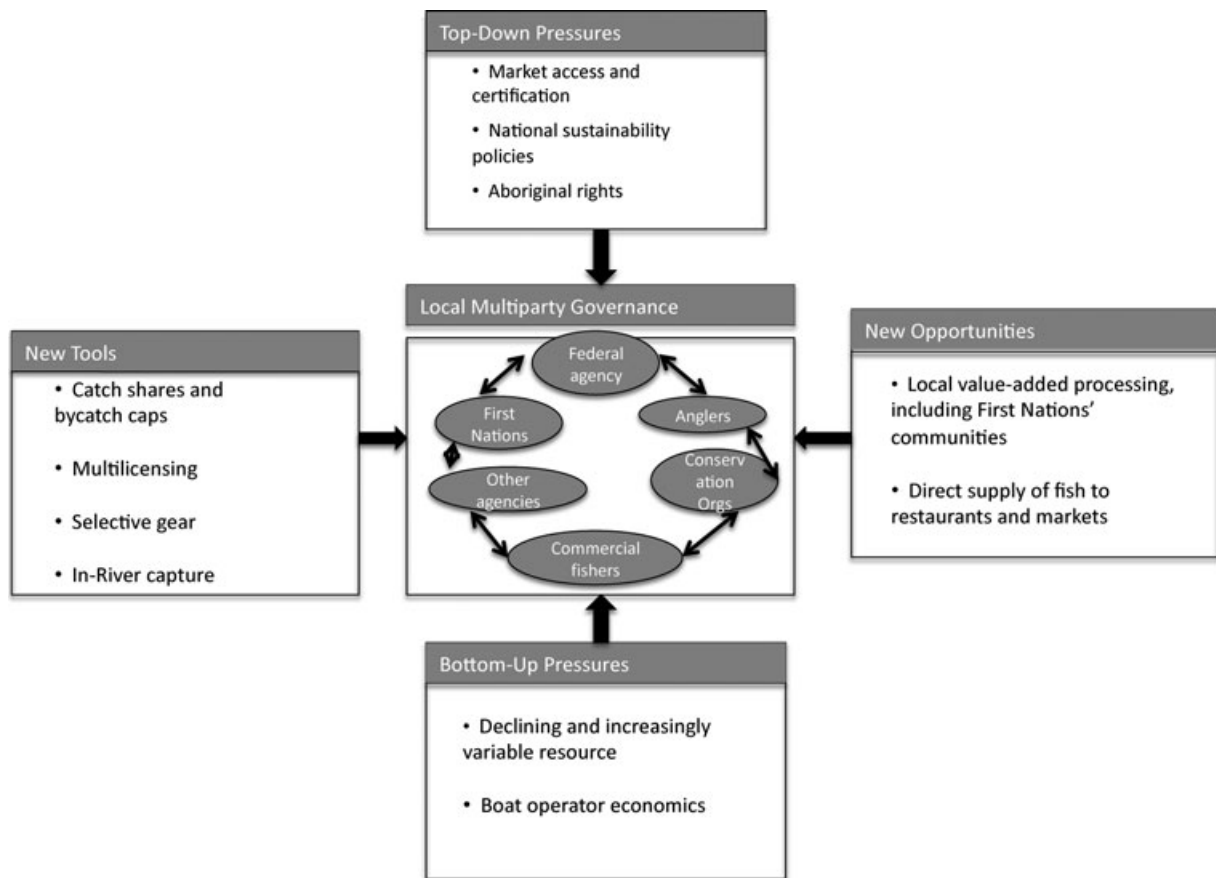 Top-Down Pressures
• Market access and
certification
• National sustainability
policies
• Aboriginal rights
Local Multiparty Governance
Federal
agency
First
Nations
Anglers
Other
agencies
Conserv
ation
Orgs
Commercial
fishers
New Tools
• Catch shares and
bycatch caps
• Multilicensing
• Selective gear
• In-River capture
New Opportunities
• Local value-added processing,
including First Nations'
communities
• Direct supply of fish to
restaurants and markets
Bottom-Up Pressures
• Declining and increasingly
variable resource
• Boat operator economics